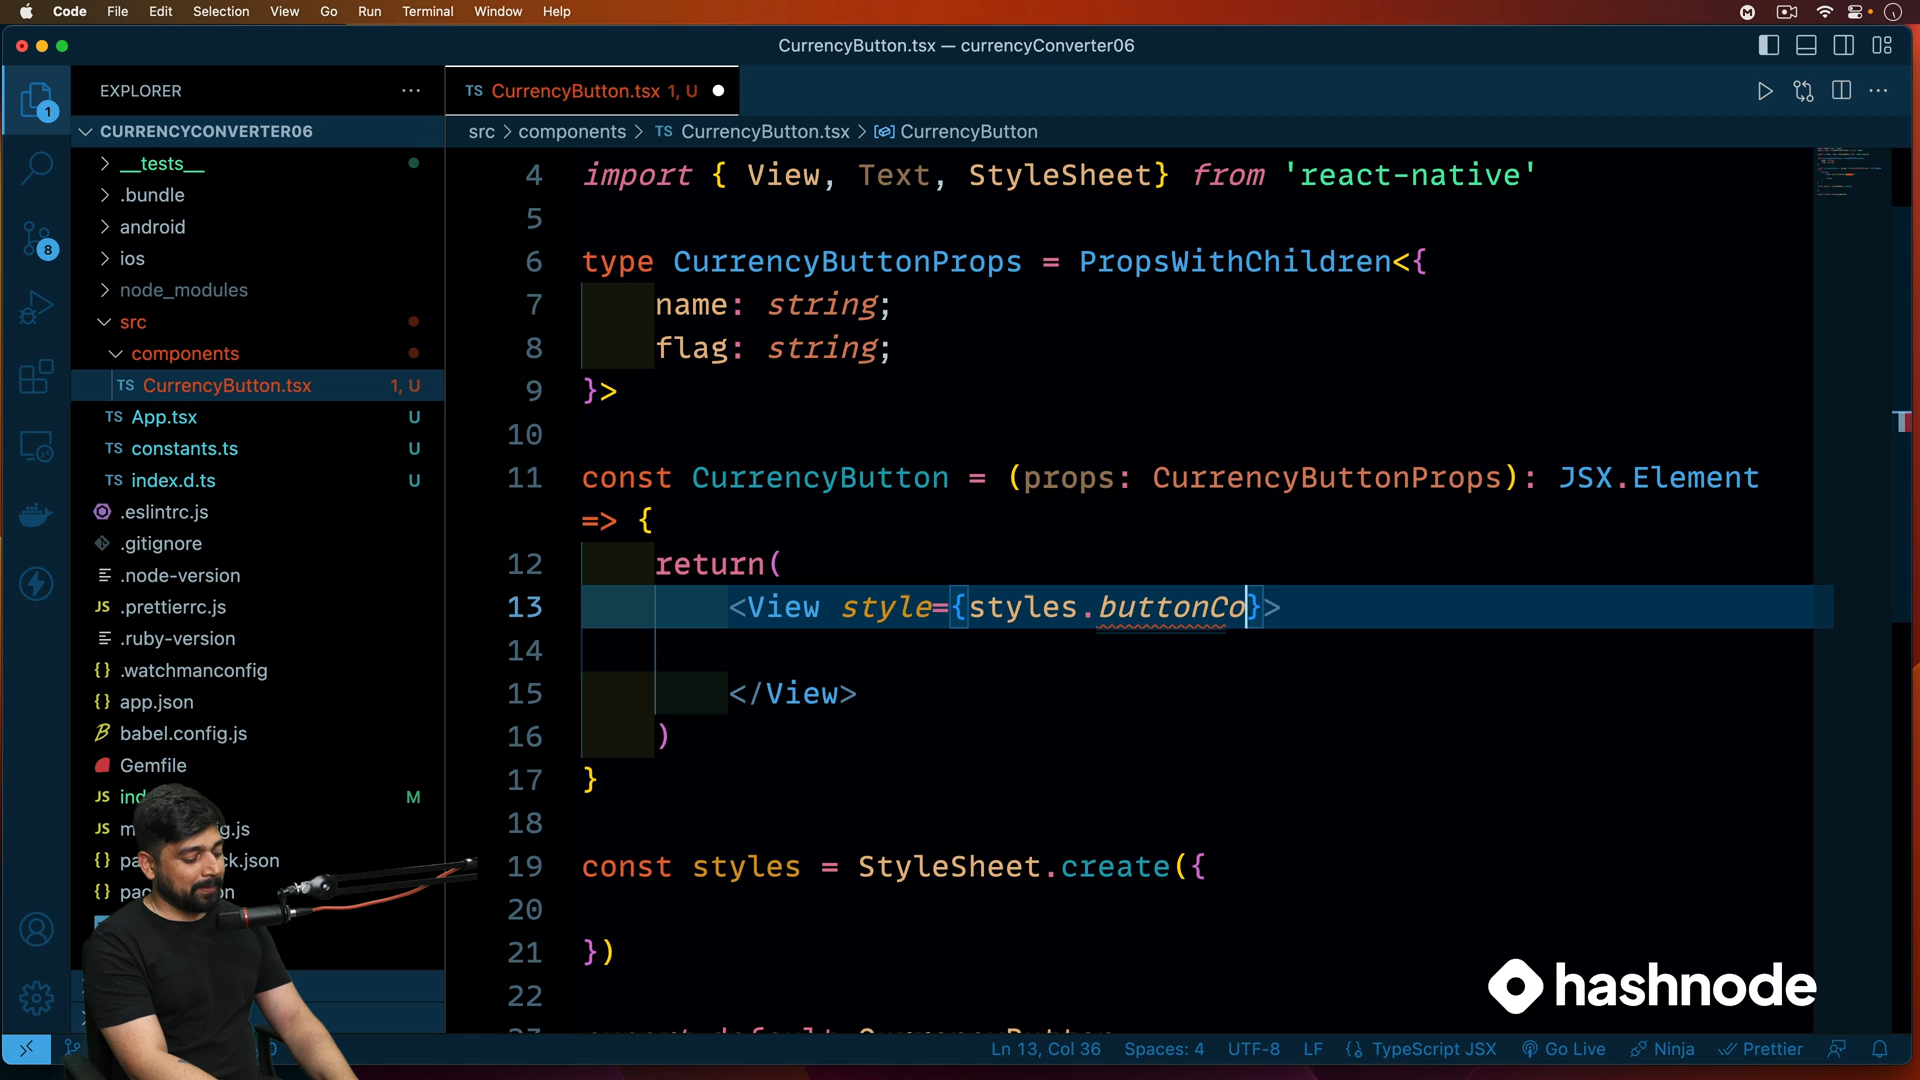 Code File Edit Selection View Go Run Terminal Window Help
CurrencyButton.tsx — currencyConverter06
EXPLORER
TS CurrencyButton.tsx 1, U
CURRENCYCONVERTER06
src > components > TS CurrencyButton.tsx > CurrencyButton
__tests__
.bundle
android
ios
node_modules
src
components
TS CurrencyButton.tsx 1, U
TS App.tsx U
TS constants.ts U
TS index.d.ts U
.eslintrc.js
.gitignore
.node-version
JS .prettierrc.js
.ruby-version
.watchmanconfig
{} app.json
babel.config.js
Gemfile
JS M
JS
{}
{}
1
8
4 import { View, Text, StyleSheet} from 'react-native'
5
6 type CurrencyButtonProps = PropsWithChildren<{
7 name: string;
8 flag: string;
9 }>
10
11 const CurrencyButton = (props: CurrencyButtonProps): JSX.Element
=> {
12 return(
13 <View style={styles.buttonCo}>
14
15 </View>
16 )
17 }
18
19 const styles = StyleSheet.create({
20
21 })
22
hashnode
Ln 13, Col 36 Spaces: 4 UTF-8 LF {} TypeScript JSX Go Live Ninja Prettier